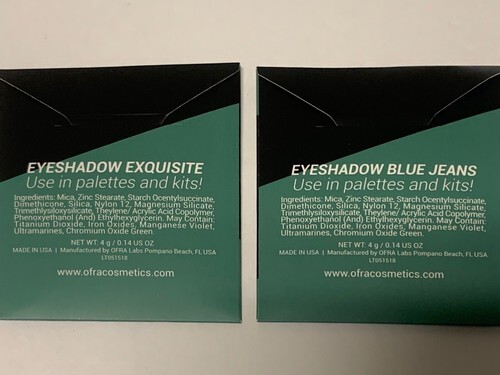 EYESHADOW EXQUISITE
Use in palettes and kits!
Ingredients: Mica, Zinc Stearate, Starch Ocentylsuccinate,
Dimethicone, Silica, Nylon 12, Magnesium Silicate,
Trimethylsiloxysilicate, Theylene/ Acrylic Acid Copolymer,
Phenoxyethanol (And) Ethylhexyglycerin. May Contain:
Titanium Dioxide, Iron Oxides, Manganese Violet,
Ultramarines, Chromium Oxide Green.
NET WT: 4 g / 0.14 US OZ
MADE IN USA | Manufactured by OFRA Labs Pompano Beach, FL USA
LT051518
www.ofracosmetics.com
EYESHADOW BLUE JEANS
Use in palettes and kits!
Ingredients: Mica, Zinc Stearate, Starch Ocentylsuccinate,
Dimethicone, Silica, Nylon 12, Magnesium Silicate,
Trimethylsiloxysilicate, Theylene/ Acrylic Acid Copolymer,
Phenoxyethanol (And) Ethylhexyglycerin. May Contain:
Titanium Dioxide, Iron Oxides, Manganese Violet,
Ultramarines, Chromium Oxide Green.
NET WT: 4 g / 0.14 US OZ
MADE IN USA | Manufactured by OFRA Labs Pompano Beach, FL USA
LT051518
www.ofracosmetics.com